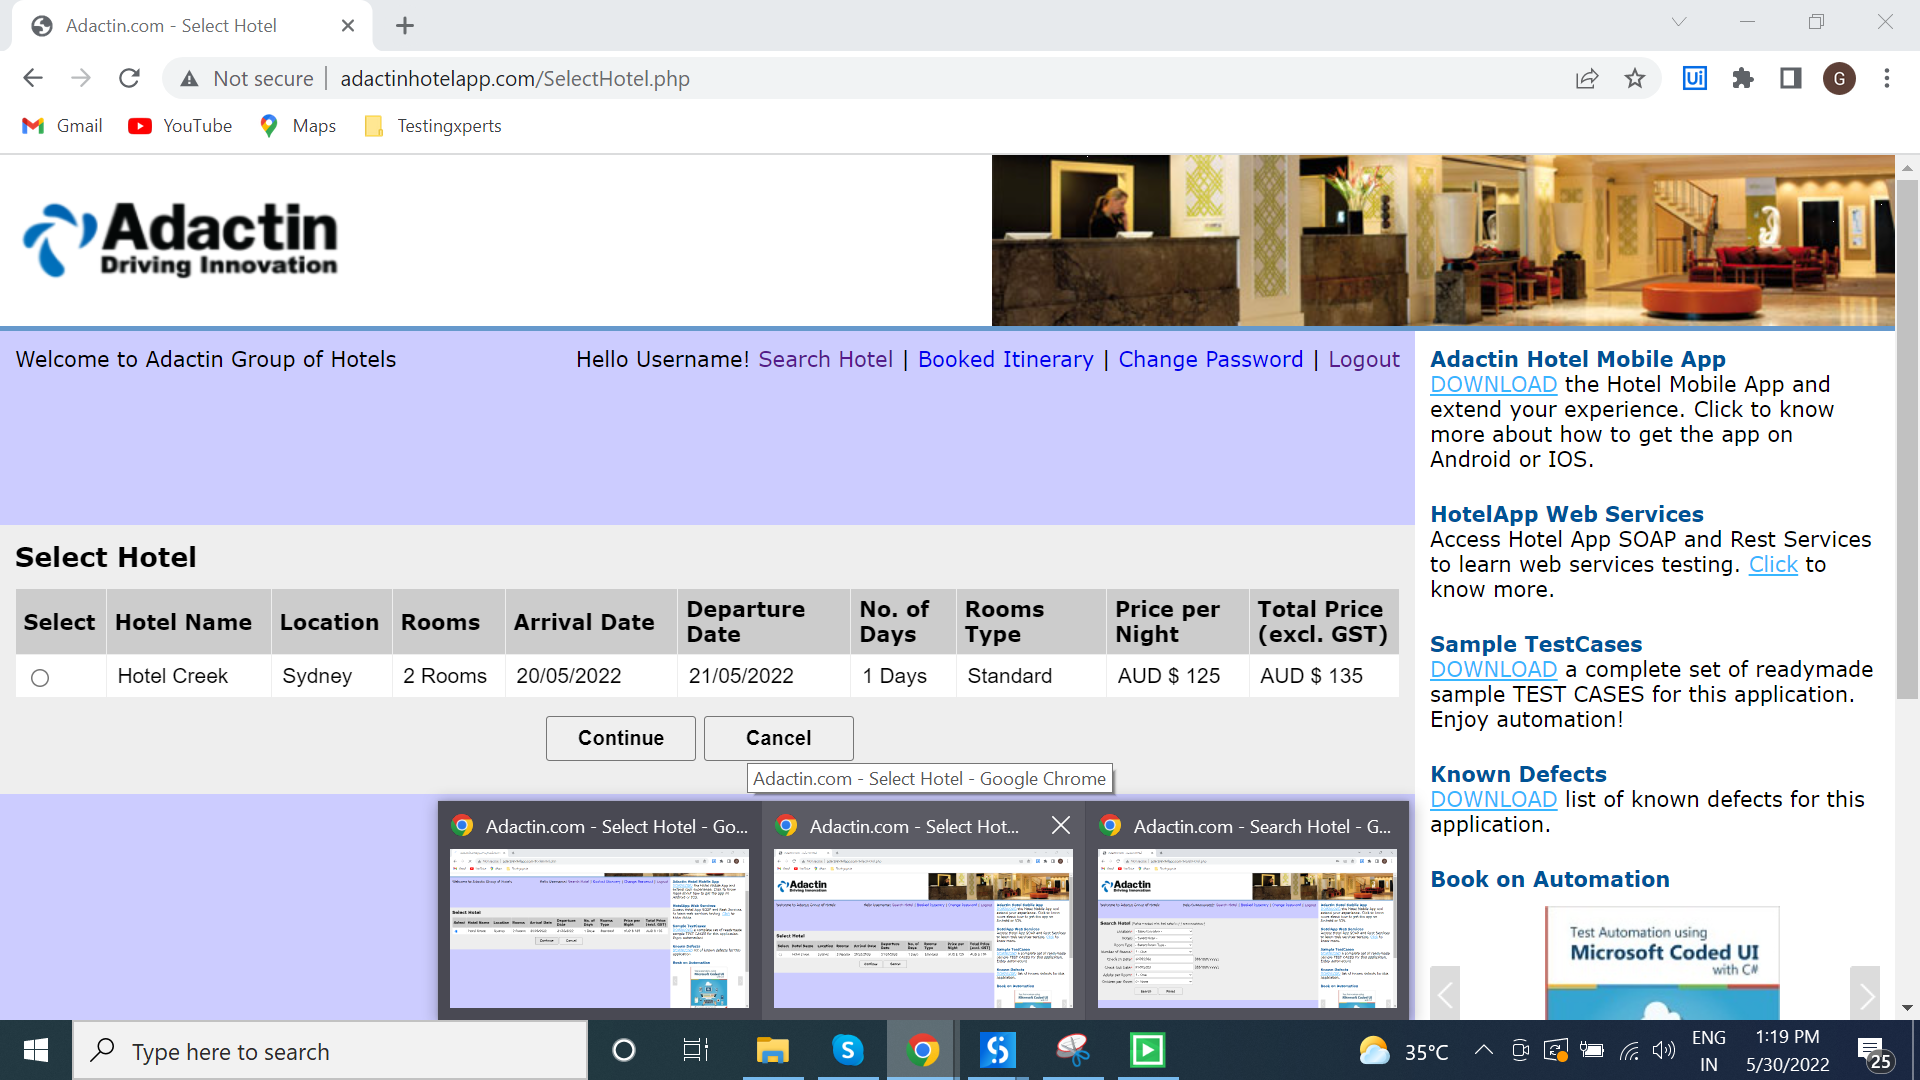 Adactin.com - Select Hotel
Not secure
adactinhotelapp.com/SelectHotel.php
Ui
G
Gmail
YouTube
Maps
Testingxperts
Adactin
Driving Innovation
Welcome to Adactin Group of Hotels
Hello Username! Search Hotel | Booked Itinerary | Change Password | Logout
Select Hotel
Select Hotel Name Location Rooms Arrival Date Departure Date No. of Days Rooms Type Price per Night Total Price (excl. GST)
Hotel Creek Sydney 2 Rooms 20/05/2022 21/05/2022 1 Days Standard AUD $ 125 AUD $ 135
Continue
Cancel
Adactin.com - Select Hotel - Google Chrome
Adactin Hotel Mobile App
DOWNLOAD the Hotel Mobile App and
extend your experience. Click to know
more about how to get the app on
Android or IOS.
HotelApp Web Services
Access Hotel App SOAP and Rest Services
to learn web services testing. Click to
know more.
Sample TestCases
DOWNLOAD a complete set of readymade
sample TEST CASES for this application.
Enjoy automation!
Known Defects
DOWNLOAD list of known defects for this
application.
Book on Automation
Test Automation using
Microsoft Coded UI
with C#
Adactin.com - Select Hotel - Go...
Adactin.com - Select Hot...
Adactin.com - Search Hotel - G...
Type here to search
35°C
ENG
IN
1:19 PM
5/30/2022
25